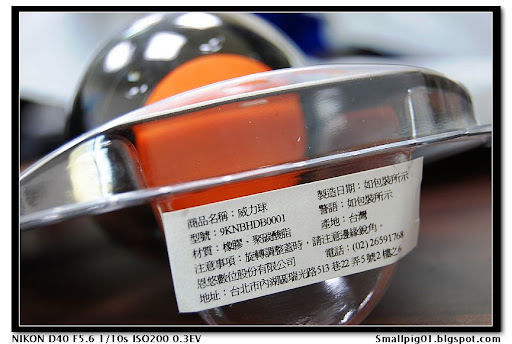 商品名稱：威力球
製造日期：如包裝所示
型號：9KNBHDB0001
警語：如包裝所示
材質：橡膠．聚碳酸酯
產地：台灣
注意事項：旋轉調整蓋時，請注意邊緣銳角。
恩悠數位股份有限公司
電話：(02) 26591768
地址：台北市內湖區瑞光路513 巷22 弄5 號2 樓之6
NIKON D40 F5.6 1/10s ISO200 0.3EV
Smallpig01.blgspot.com